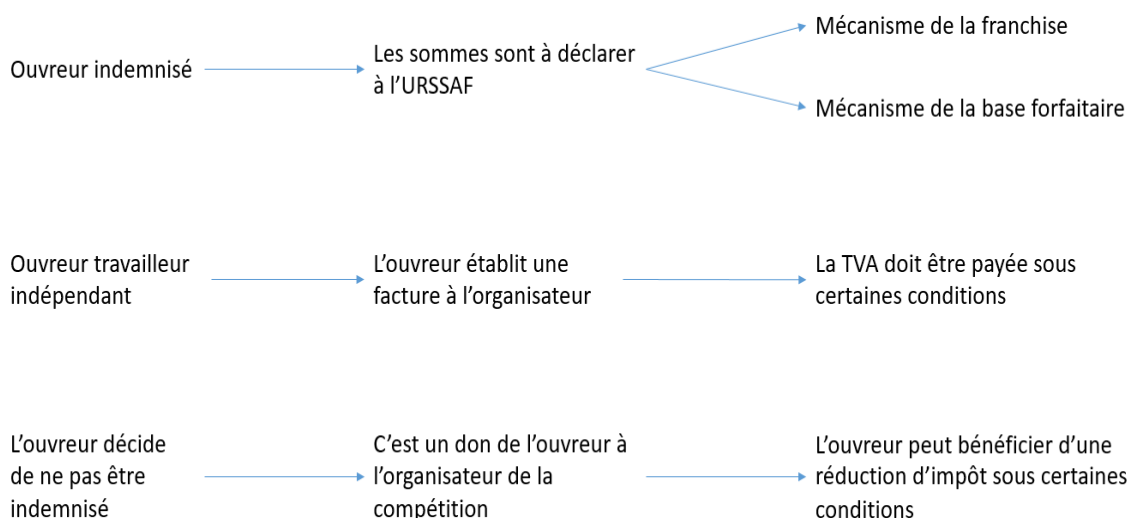 Mécanisme de la franchise
Ouvreur indemnisé
Les sommes sont à déclarer
à l’URSSAF
Mécanisme de la base forfaitaire
Ouvreur travailleur
indépendant
L’ouvreur établit une
facture à l’organisateur
La TVA doit être payée sous
certaines conditions
L’ouvreur décide
de ne pas être
indemnisé
C’est un don de l’ouvreur à
l’organisateur de la
compétition
L’ouvreur peut bénéficier d’une
réduction d’impôt sous certaines
conditions